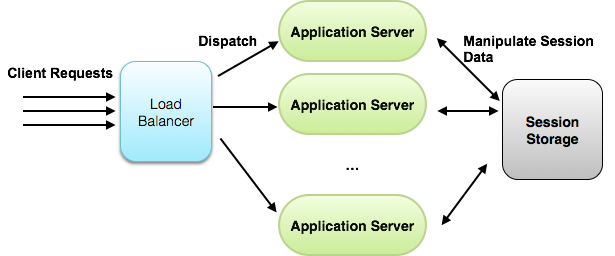 Dispatch
Application Server
Manipulate Session
Data
Client Requests
Load
Balancer
Application Server
Session
Storage
...
Application Server